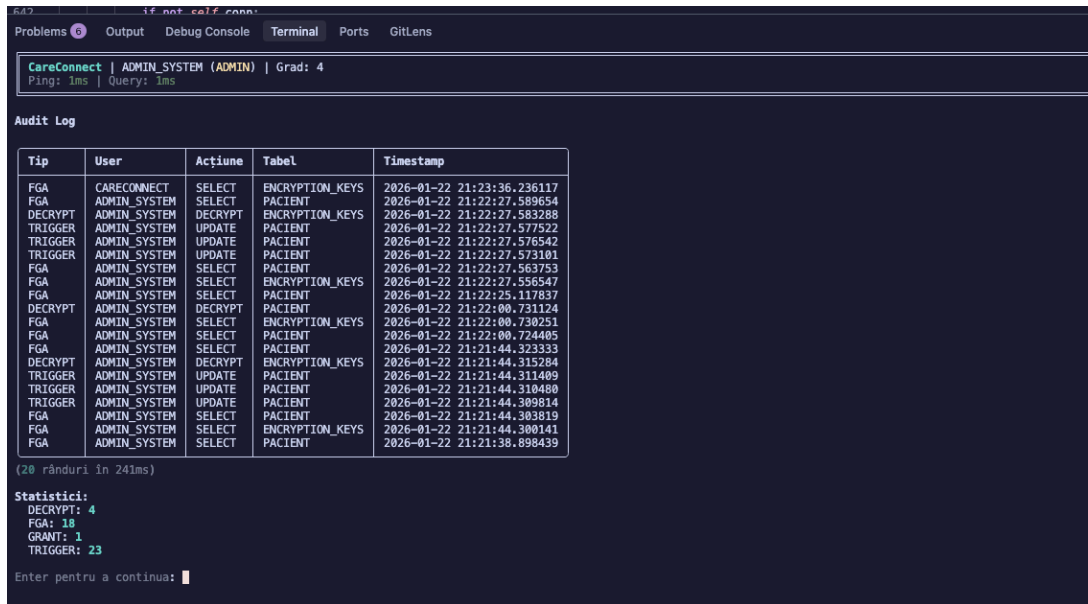 642 if not self conn:
Problems 6 Output Debug Console Terminal Ports GitLens
CareConnect | ADMIN_SYSTEM (ADMIN) | Grad: 4
Ping: 1ms | Query: 1ms
Audit Log
Tip User Acțiune Tabel Timestamp
FGA CARECONNECT SELECT ENCRYPTION_KEYS 2026-01-22 21:23:36.236117
FGA ADMIN_SYSTEM SELECT PACIENT 2026-01-22 21:22:27.589654
DECRYPT ADMIN_SYSTEM DECRYPT ENCRYPTION_KEYS 2026-01-22 21:22:27.583288
TRIGGER ADMIN_SYSTEM UPDATE PACIENT 2026-01-22 21:22:27.577522
TRIGGER ADMIN_SYSTEM UPDATE PACIENT 2026-01-22 21:22:27.576542
TRIGGER ADMIN_SYSTEM UPDATE PACIENT 2026-01-22 21:22:27.573101
FGA ADMIN_SYSTEM SELECT PACIENT 2026-01-22 21:22:27.563753
FGA ADMIN_SYSTEM SELECT ENCRYPTION_KEYS 2026-01-22 21:22:27.556547
FGA ADMIN_SYSTEM SELECT PACIENT 2026-01-22 21:22:25.117837
DECRYPT ADMIN_SYSTEM DECRYPT ENCRYPTION_KEYS 2026-01-22 21:22:00.731124
FGA ADMIN_SYSTEM SELECT ENCRYPTION_KEYS 2026-01-22 21:22:00.730251
FGA ADMIN_SYSTEM SELECT PACIENT 2026-01-22 21:22:00.724405
FGA ADMIN_SYSTEM SELECT PACIENT 2026-01-22 21:21:44.323333
DECRYPT ADMIN_SYSTEM DECRYPT ENCRYPTION_KEYS 2026-01-22 21:21:44.315284
TRIGGER ADMIN_SYSTEM UPDATE PACIENT 2026-01-22 21:21:44.311409
TRIGGER ADMIN_SYSTEM UPDATE PACIENT 2026-01-22 21:21:44.310480
TRIGGER ADMIN_SYSTEM UPDATE PACIENT 2026-01-22 21:21:44.309814
FGA ADMIN_SYSTEM SELECT PACIENT 2026-01-22 21:21:44.303819
FGA ADMIN_SYSTEM SELECT ENCRYPTION_KEYS 2026-01-22 21:21:44.300141
FGA ADMIN_SYSTEM SELECT PACIENT 2026-01-22 21:21:38.898439
(20 rânduri în 241ms)
Statistici:
DECRYPT: 4
FGA: 18
GRANT: 1
TRIGGER: 23
Enter pentru a continua: